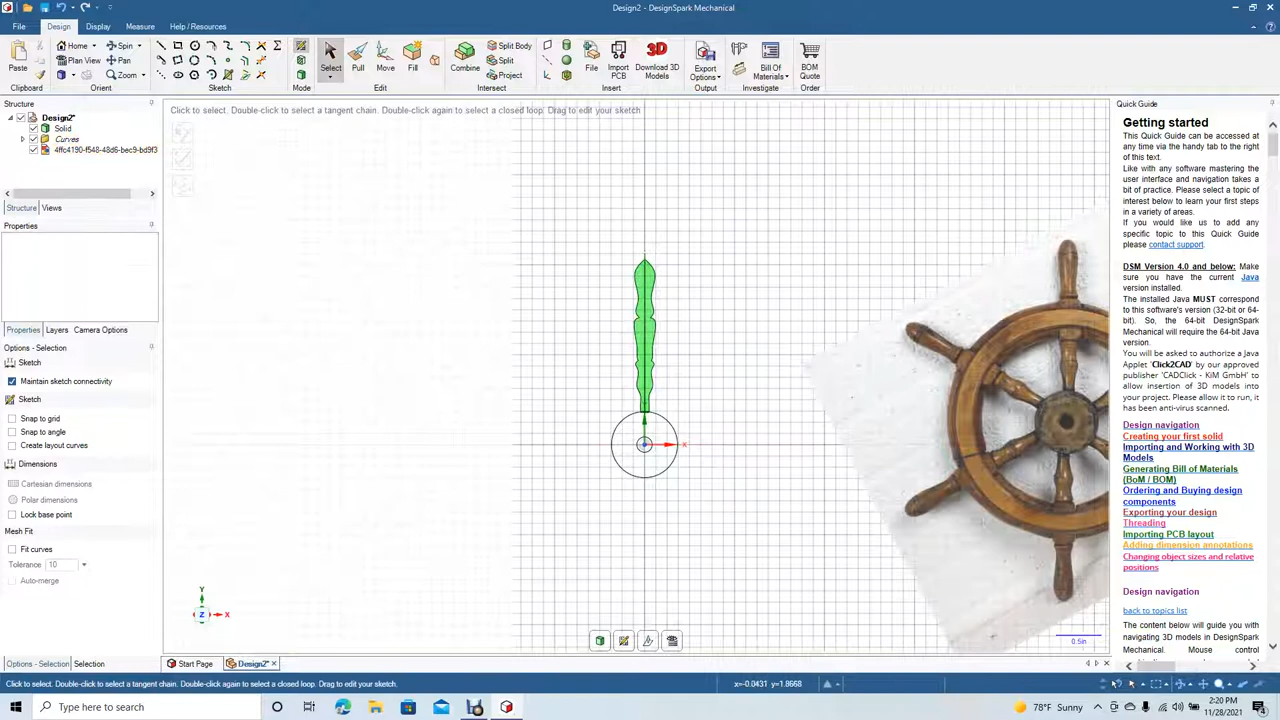 Design2 - DesignSpark Mechanical
File Design Display Measure Help / Resources
Paste Home Plan View Spin Pan Zoom Select Pull Move Fill Combine Split Body Split Project File Import PCB Download 3D Models Export Options Bill Of Materials BOM Quote
Clipboard Orient Sketch Mode Edit Intersect Insert Output Investigate Order
Structure
Design2*
Solid
Curves
4ffc4190-f548-48d6-bec9-bd9f3
Structure Views
Properties
Properties Layers Camera Options
Options - Selection
Sketch
Maintain sketch connectivity
Sketch
Snap to grid
Snap to angle
Create layout curves
Dimensions
Cartesian dimensions
Polar dimensions
Lock base point
Mesh Fit
Fit curves
Tolerance 10
Auto-merge
Options - Selection Selection
Click to select. Double-click to select a tangent chain. Double-click again to select a closed loop. Drag to edit your sketch
X
Y
Z X
0.5in
Start Page Design2*
Quick Guide
Getting started
This Quick Guide can be accessed at
any time via the handy tab to the right
of this text.
Like with any software mastering the
user interface and navigation takes a
bit of practice. Please select a topic of
interest below to learn your first steps
in a variety of areas.
If you would like us to add any
specific topic to this Quick Guide
please contact support.
DSM Version 4.0 and below: Make
sure you have the current Java
version installed.
The installed Java MUST correspond
to this software's version (32-bit or 64-
bit). So, the 64-bit DesignSpark
Mechanical will require the 64-bit Java
version.
You will be asked to authorize a Java
Applet 'Click2CAD' by our approved
publisher 'CADClick - KiM GmbH' to
allow insertion of 3D models into
your project. Please allow it to run, it
has been anti-virus scanned.
Design navigation
Creating your first solid
Importing and Working with 3D
Models
Generating Bill of Materials
(BoM / BOM)
Ordering and Buying design
components
Exporting your design
Threading
Importing PCB layout
Adding dimension annotations
Changing object sizes and relative
positions
Design navigation
back to topics list
The content below will guide you with
navigating 3D models in DesignSpark
Mechanical. Mouse control
Click to select. Double-click to select a tangent chain. Double-click again to select a closed loop. Drag to edit your sketch.
x=-0.0431 y=1.8668
Type here to search
78°F Sunny
2:20 PM
11/28/2021
4